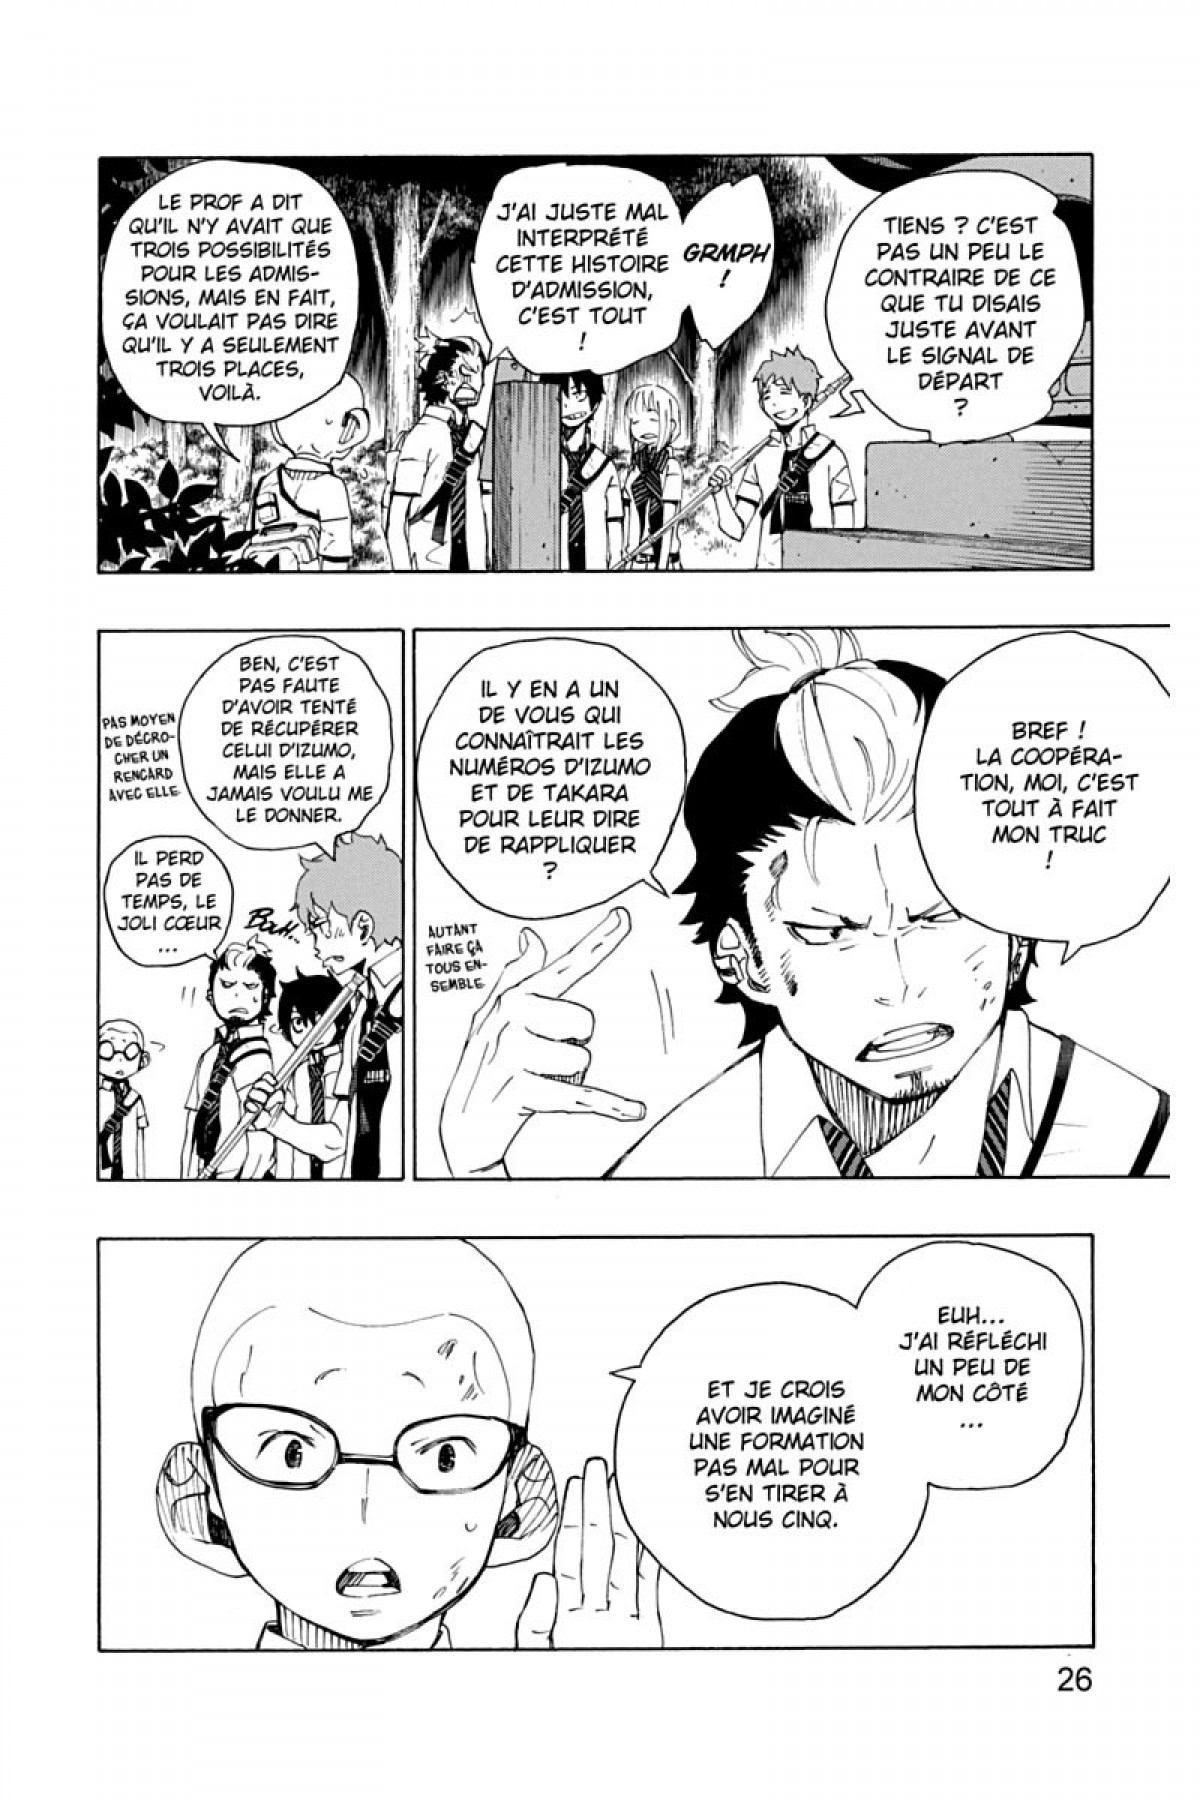 TIENS ? C'EST
PAS UN PEU LE
CONTRAIRE DE CE
QUE TU DISAIS
JUSTE AVANT
LE SIGNAL DE
DÉPART
?
GRMPH
!
J'AI JUSTE MAL
INTERPRÉTÉ
CETTE HISTOIRE
D'ADMISSION,
C'EST TOUT
!
LE PROF A DIT
QU'IL N'Y AVAIT QUE
TROIS POSSIBILITÉS
POUR LES ADMIS-
SIONS, MAIS EN FAIT,
ÇA VOULAIT PAS DIRE
QU'IL Y A SEULEMENT
TROIS PLACES,
VOILÀ.
BREF !
LA COOPÉRA-
TION, MOI, C'EST
TOUT À FAIT
MON TRUC
!
IL Y EN A UN
DE VOUS QUI
CONNAÎTRAIT LES
NUMÉROS D'IZUMO
ET DE TAKARA
POUR LEUR DIRE
DE RAPPLIQUER
?
AUTANT
FAIRE ÇA
TOUS EN-
SEMBLE.
BEN, C'EST
PAS FAUTE
D'AVOIR TENTÉ
DE RÉCUPÉRER
CELUI D'IZUMO,
MAIS ELLE A
JAMAIS VOULU ME
LE DONNER.
PAS MOYEN
DE DÉCRO-
CHER UN
RENCARD
AVEC ELLE.
IL PERD
PAS DE
TEMPS, LE
JOLI CŒUR
...
EUH...
J'AI RÉFLÉCHI
UN PEU DE
MON CÔTÉ
...
ET JE CROIS
AVOIR IMAGINÉ
UNE FORMATION
PAS MAL POUR
S'EN TIRER À
NOUS CINQ.
26